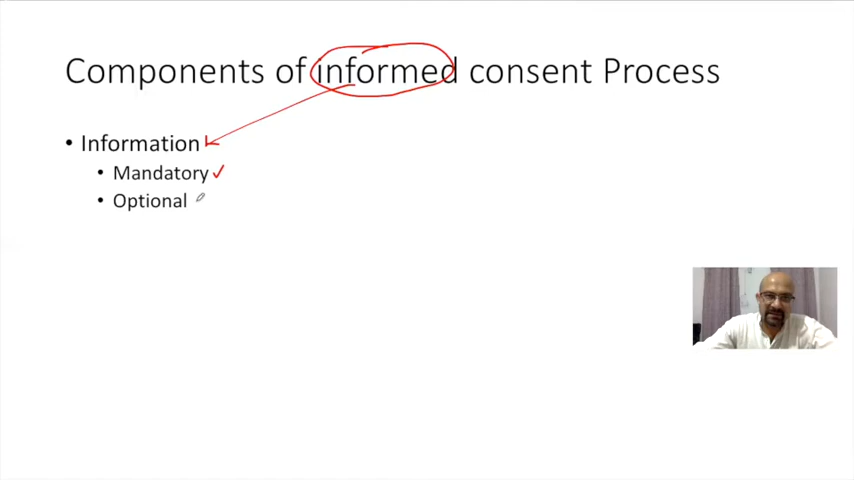 Components of informed consent Process
• Information
• Mandatory ✓
• Optional